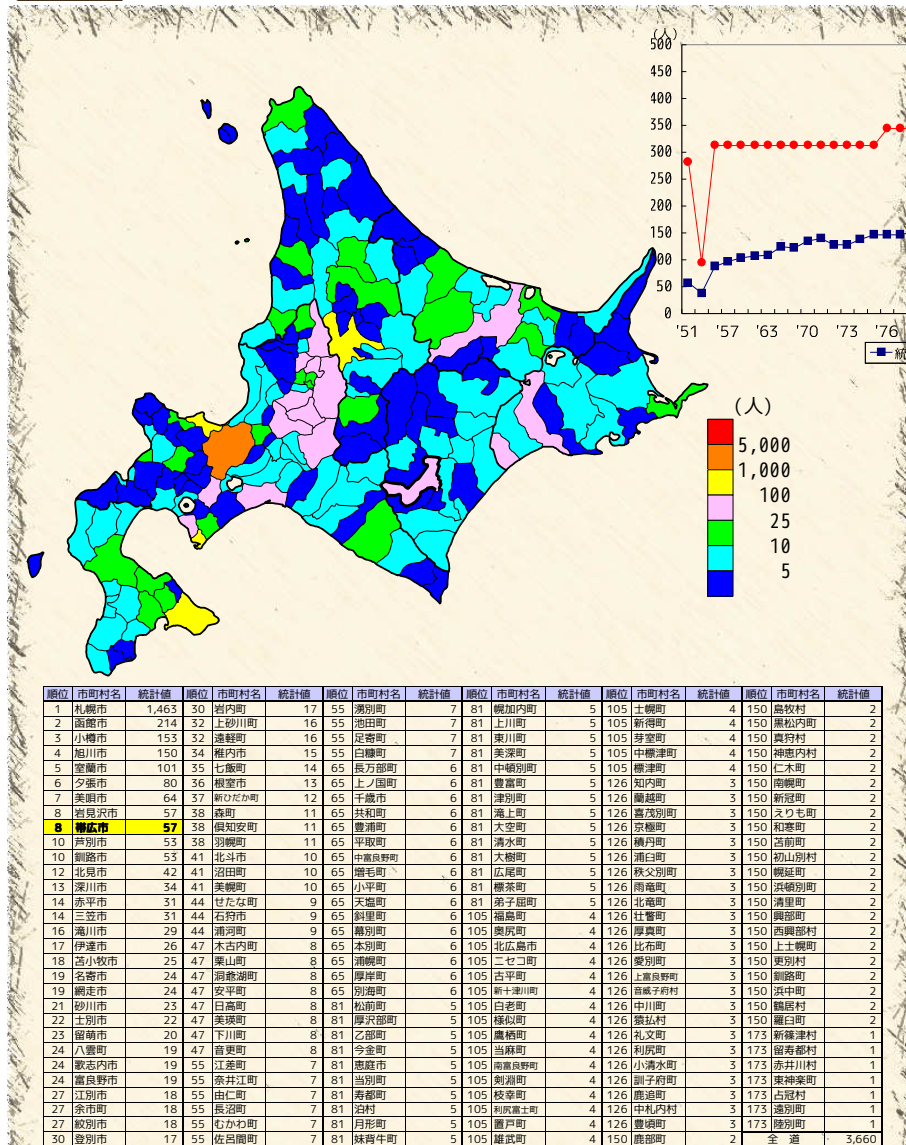 (人)
500
450
400
350
300
250
200
150
100
50
0
'51 '57 '63 '70 '73 '76
統
(人)
5,000
1,000
100
25
10
5
順位 市町村名 統計値 順位 市町村名 統計値 順位 市町村名 統計値 順位 市町村名 統計値 順位 市町村名 統計値 順位 市町村名 統計値
1 札幌市 1,463 30 岩内町 17 55 湧別町 7 81 幌加内町 5 105 士幌町 4 150 島牧村 2
2 函館市 214 32 上砂川町 16 55 池田町 7 81 上川町 5 105 新得町 4 150 黒松内町 2
3 小樽市 153 32 遠軽町 16 55 足寄町 7 81 東川町 5 105 芽室町 4 150 真狩村 2
4 旭川市 150 34 稚内市 15 55 白糠町 7 81 美深町 5 105 中標津町 4 150 神恵内村 2
5 室蘭市 101 35 七飯町 14 65 長万部町 6 81 中頓別町 5 105 標津町 4 150 仁木町 2
6 夕張市 80 36 根室市 13 65 上ノ国町 6 81 豊富町 5 126 知内町 3 150 南幌町 2
7 美唄市 64 37 新ひだか町 12 65 千歳市 6 81 津別町 5 126 蘭越町 3 150 新冠町 2
8 岩見沢市 57 38 森町 11 65 共和町 6 81 滝上町 5 126 喜茂別町 3 150 えりも町 2
8 帯広市 57 38 倶知安町 11 65 豊浦町 6 81 大空町 5 126 京極町 3 150 和寒町 2
10 芦別市 53 38 羽幌町 11 65 平取町 6 81 清水町 5 126 積丹町 3 150 苫前町 2
10 釧路市 53 41 北斗市 10 65 中富良野町 6 81 大樹町 5 126 浦臼町 3 150 初山別村 2
12 北見市 42 41 沼田町 10 65 増毛町 6 81 広尾町 5 126 秩父別町 3 150 幌延町 2
13 深川市 34 41 美幌町 10 65 小平町 6 81 標茶町 5 126 雨竜町 3 150 浜頓別町 2
14 赤平市 31 44 せたな町 9 65 天塩町 6 81 弟子屈町 5 126 北竜町 3 150 清里町 2
14 三笠市 31 44 石狩市 9 65 斜里町 6 105 福島町 4 126 壮瞥町 3 150 興部町 2
16 滝川市 29 44 浦河町 9 65 幕別町 6 105 奥尻町 4 126 厚真町 3 150 西興部村 2
17 伊達市 26 47 木古内町 8 65 本別町 6 105 北広島市 4 126 比布町 3 150 上士幌町 2
18 苫小牧市 25 47 栗山町 8 65 浦幌町 6 105 ニセコ町 4 126 愛別町 3 150 更別村 2
19 名寄市 24 47 洞爺湖町 8 65 厚岸町 6 105 古平町 4 126 上富良野町 3 150 釧路町 2
19 網走市 24 47 安平町 8 65 別海町 6 105 新十津川町 4 126 音威子府村 3 150 浜中町 2
21 砂川市 23 47 日高町 8 81 松前町 5 105 白老町 4 126 中川町 3 150 鶴居村 2
22 士別市 22 47 美瑛町 8 81 厚沢部町 5 105 様似町 4 126 猿払村 3 150 羅臼町 2
23 留萌市 20 47 下川町 8 81 乙部町 5 105 鷹栖町 4 126 礼文町 3 173 新篠津村 1
24 八雲町 19 47 音更町 8 81 今金町 5 105 当麻町 4 126 利尻町 3 173 留寿都村 1
24 歌志内市 19 55 江差町 7 81 恵庭市 5 105 南富良野町 4 126 小清水町 3 173 赤井川村 1
24 富良野市 19 55 奈井江町 7 81 当別町 5 105 剣淵町 4 126 訓子府町 3 173 東神楽町 1
27 江別市 18 55 由仁町 7 81 寿都町 5 105 枝幸町 4 126 鹿追町 3 173 占冠村 1
27 余市町 18 55 長沼町 7 81 泊村 5 105 利尻富士町 4 126 中札内村 3 173 遠別町 1
27 紋別市 18 55 むかわ町 7 81 月形町 5 105 置戸町 4 126 豊頃町 3 173 陸別町 1
30 登別市 17 55 佐呂間町 7 81 妹背牛町 5 105 雄武町 4 150 鹿部町 2 全 道 3,660